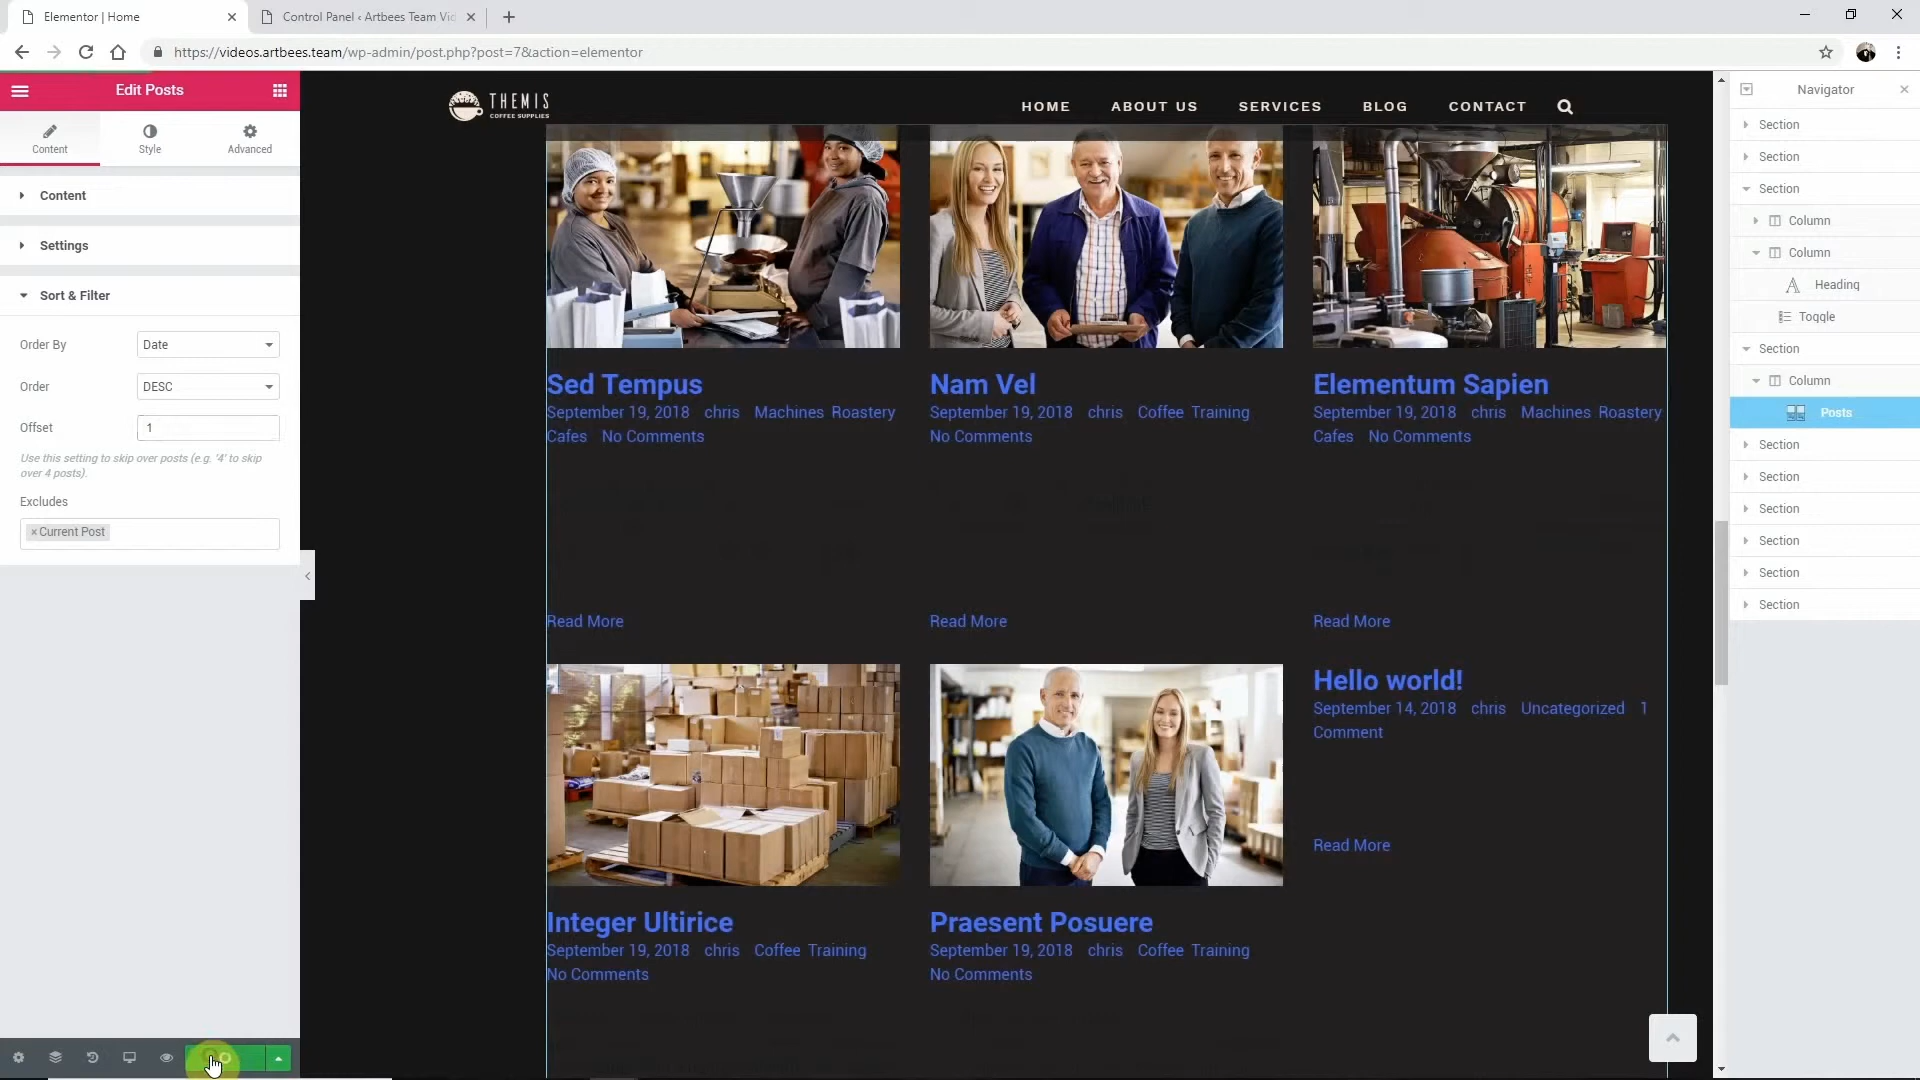 Elementor | Home
Control Panel ‹ Artbees Team Vid
https://videos.artbees.team/wp-admin/post.php?post=7&action=elementor
Edit Posts
Content
Style
Advanced
Content
Settings
Sort & Filter
Order By
Date
Order
DESC
Offset
1
Use this setting to skip over posts (e.g. '4' to skip
over 4 posts).
Excludes
×Current Post
THEMIS
COFFEE SUPPLIES
HOME
ABOUT US
SERVICES
BLOG
CONTACT
Sed Tempus
September 19, 2018 chris Machines Roastery
Cafes No Comments
Read More
Nam Vel
September 19, 2018 chris Coffee Training
No Comments
Read More
Elementum Sapien
September 19, 2018 chris Machines Roastery
Cafes No Comments
Read More
Integer Ultirice
September 19, 2018 chris Coffee Training
No Comments
Praesent Posuere
September 19, 2018 chris Coffee Training
No Comments
Hello world!
September 14, 2018 chris Uncategorized 1
Comment
Read More
Navigator
Section
Section
Section
Column
Column
Heading
Toggle
Section
Column
Posts
Section
Section
Section
Section
Section
Section